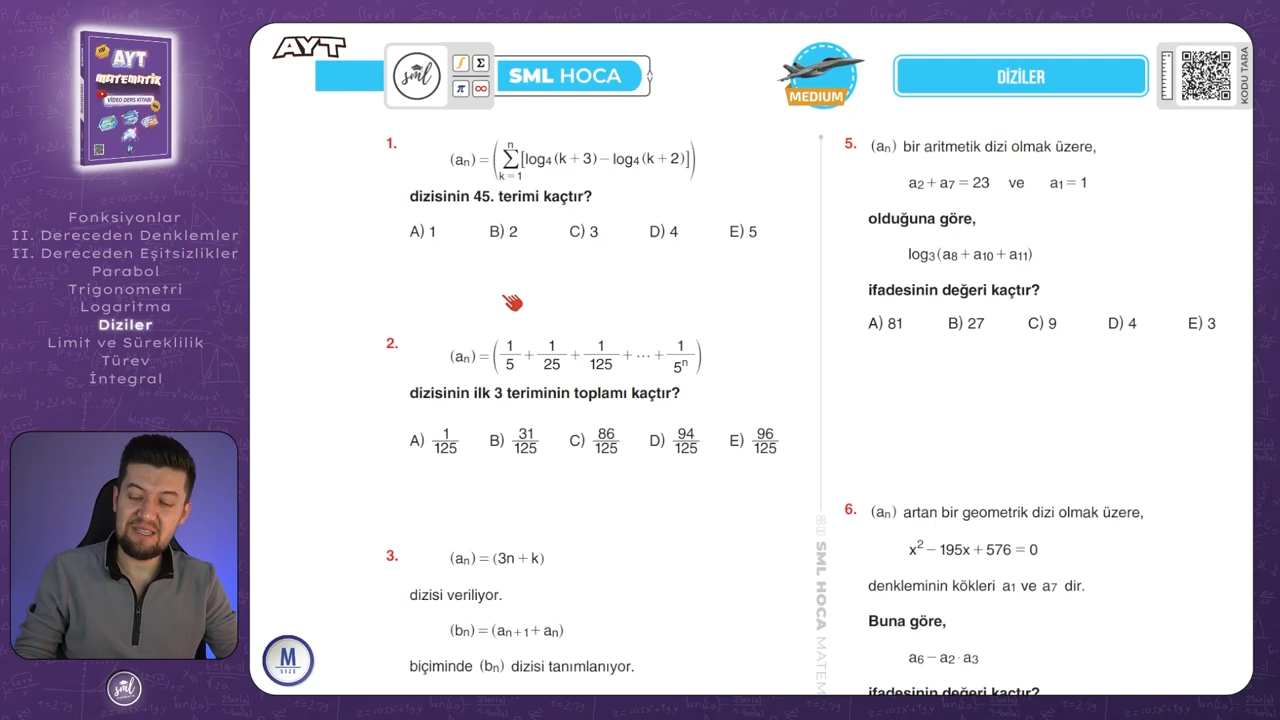 AYT
MATEMATİK
VİDEO DERS KİTABI
Fonksiyonlar
II. Dereceden Denklemler
II. Dereceden Eşitsizlikler
Parabol
Trigonometri
Logaritma
Diziler
Limit ve Süreklilik
Türev
İntegral
sml
AYT
sml
f Σ
π ∞
SML HOCA
MEDIUM
DİZİLER
KODU TARA
1.
(aₙ) = (∑ₖ₌₁ⁿ [log₄(k + 3) − log₄(k + 2)])
dizisinin 45. terimi kaçtır?
A) 1 B) 2 C) 3 D) 4 E) 5
2.
(aₙ) = (1/5 + 1/25 + 1/125 + ⋯ + 1/5ⁿ)
dizisinin ilk 3 teriminin toplamı kaçtır?
A) 1/125 B) 31/125 C) 86/125 D) 94/125 E) 96/125
3.
(aₙ) = (3n + k)
dizisi veriliyor.
(bₙ) = (aₙ₊₁ + aₙ)
biçiminde (bₙ) dizisi tanımlanıyor.
M
SIZE
SML HOCA MATEM
5. (aₙ) bir aritmetik dizi olmak üzere,
a₂ + a₇ = 23 ve a₁ = 1
olduğuna göre,
log₃(a₈ + a₁₀ + a₁₁)
ifadesinin değeri kaçtır?
A) 81 B) 27 C) 9 D) 4 E) 3
6. (aₙ) artan bir geometrik dizi olmak üzere,
x² − 195x + 576 = 0
denkleminin kökleri a₁ ve a₇ dir.
Buna göre,
a₆ − a₂ · a₃
ifadesinin değeri kaçtır?